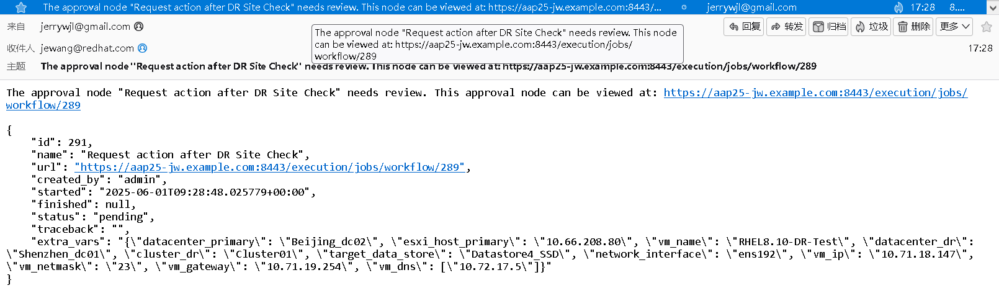 The approval node "Request action after DR Site Check" needs review. This node can be viewed at: https://aap25-jw.example.com:8443/... jerrywjl@gmail.com 17:28 8....
来自 jerrywjl@gmail.com 回复 转发 归档 垃圾 删除 更多
The approval node "Request action after DR Site Check" needs review. This node
can be viewed at: https://aap25-jw.example.com:8443/execution/jobs/
workflow/289
收件人 jewang@redhat.com 17:28
主题 The approval node "Request action after DR Site Check" needs review. This node can be viewed at: https://aap25-jw.example.com:8443/execution/jobs/workflow/289
The approval node "Request action after DR Site Check" needs review. This approval node can be viewed at: https://aap25-jw.example.com:8443/execution/jobs/
workflow/289
{
"id": 291,
"name": "Request action after DR Site Check",
"url": "https://aap25-jw.example.com:8443/execution/jobs/workflow/289",
"created_by": "admin",
"started": "2025-06-01T09:28:48.025779+00:00",
"finished": null,
"status": "pending",
"traceback": "",
"extra_vars": "{\"datacenter_primary\": \"Beijing_dc02\", \"esxi_host_primary\": \"10.66.208.80\", \"vm_name\": \"RHEL8.10-DR-Test\", \"datacenter_dr\":
\"Shenzhen_dc01\", \"cluster_dr\": \"Cluster01\", \"target_data_store\": \"Datastore4_SSD\", \"network_interface\": \"ens192\", \"vm_ip\": \"10.71.18.147\",
\"vm_netmask\": \"23\", \"vm_gateway\": \"10.71.19.254\", \"vm_dns\": [\"10.72.17.5\"]}"
}